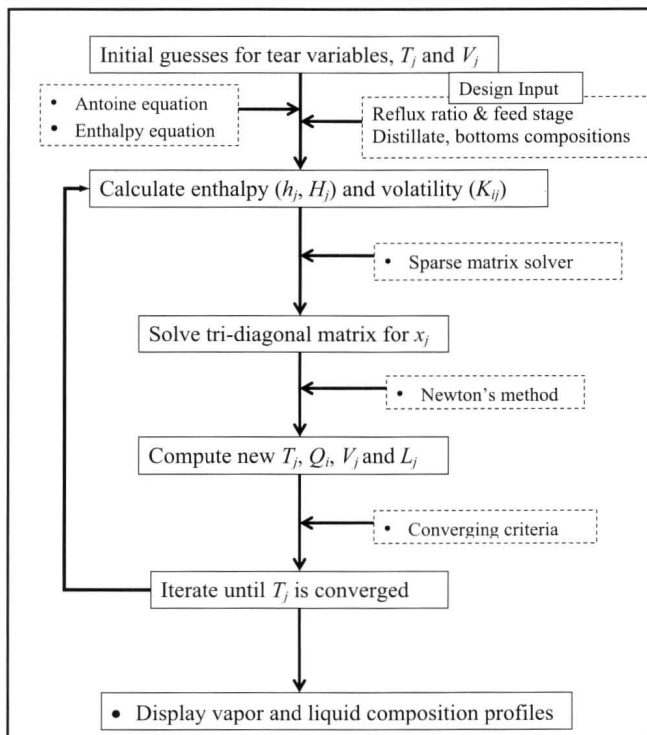 Initial guesses for tear variables, Tj and Vj
Design Input
• Antoine equation
• Enthalpy equation
Reflux ratio & feed stage
Distillate, bottoms compositions
Calculate enthalpy (hj, Hj) and volatility (Kij)
• Sparse matrix solver
Solve tri-diagonal matrix for xj
• Newton's method
Compute new Tj, Qi, Vj and Lj
• Converging criteria
Iterate until Tj is converged
• Display vapor and liquid composition profiles